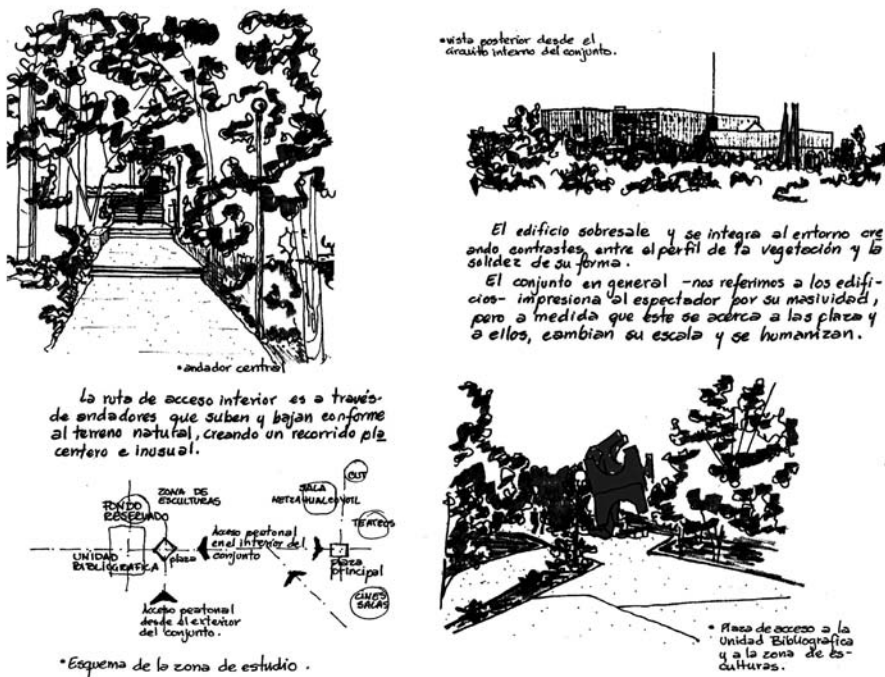 •andador central
La ruta de acceso interior es a través
de andadores que suben y bajan conforme
al terreno natural, creando un recorrido pla
centero e inusual.
FONDO
RESERVADO
ZONA DE
ESCULTURAS
UNIDAD
BIBLIOGRAFICA
plaza
Acceso peatonal
en el interior del
conjunto
SALA
NETZAHUALCOYOTL
CUT
TEATROS
plaza
principal
CINES
SALAS
Acceso peatonal
desde el exterior
del conjunto.
•Esquema de la zona de estudio.
•vista posterior desde el
circuito interno del conjunto.
El edificio sobresale y se integra al entorno cre
ando contrastes entre el perfil de la vegetación y la
solidez de su forma.
El conjunto en general -nos referimos a los edifi-
cios- impresiona al espectador por su masividad,
pero a medida que éste se acerca a las plaza y
a ellos, cambian su escala y se humanizan.
• Plaza de acceso a la
Unidad Bibliografica
y a la zona de es-
culturas.